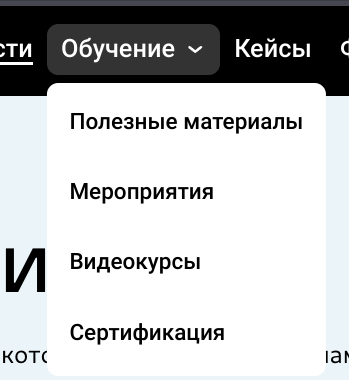 сти Обучение Кейсы
Полезные материалы
Мероприятия
и
Видеокурсы
Сертификация